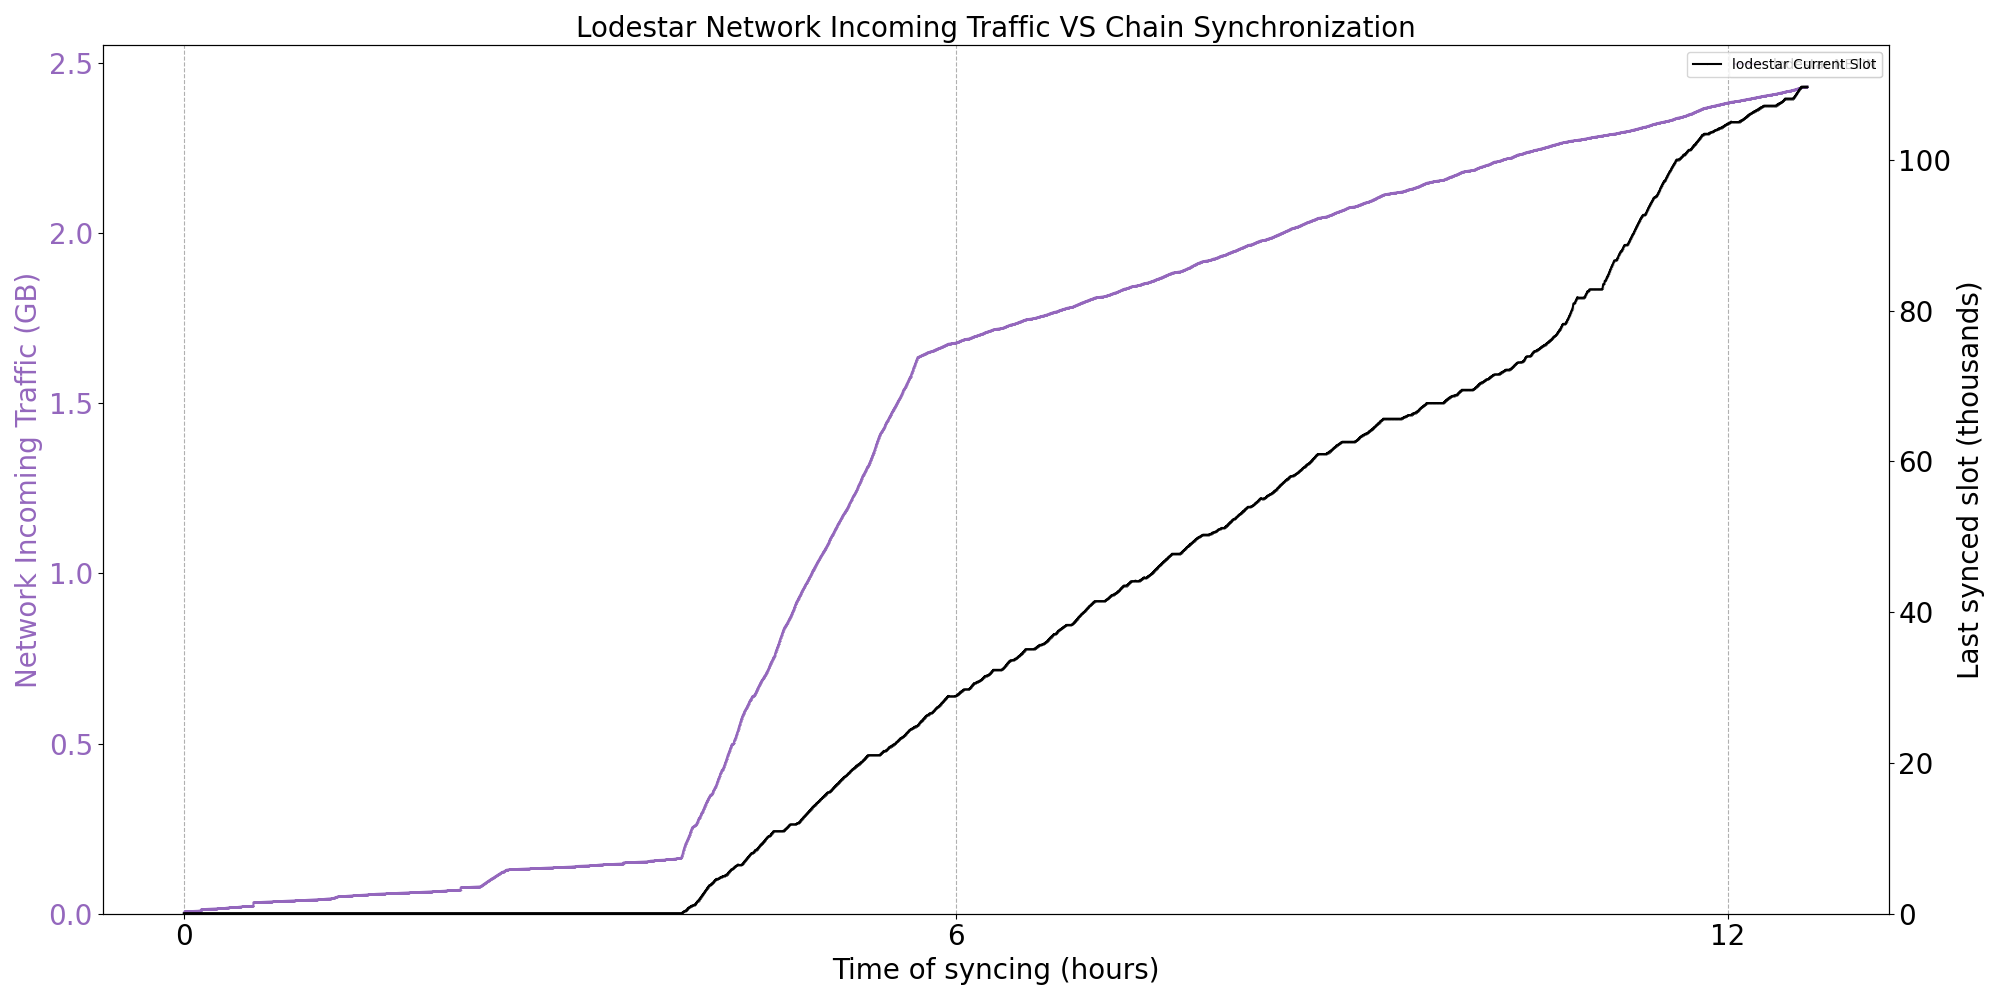 Lodestar Network Incoming Traffic VS Chain Synchronization
lodestar Current Slot
Network Incoming Traffic (GB)
2.5
2.0
1.5
1.0
0.5
0.0
Last synced slot (thousands)
100
80
60
40
20
0
0 6 12
Time of syncing (hours)